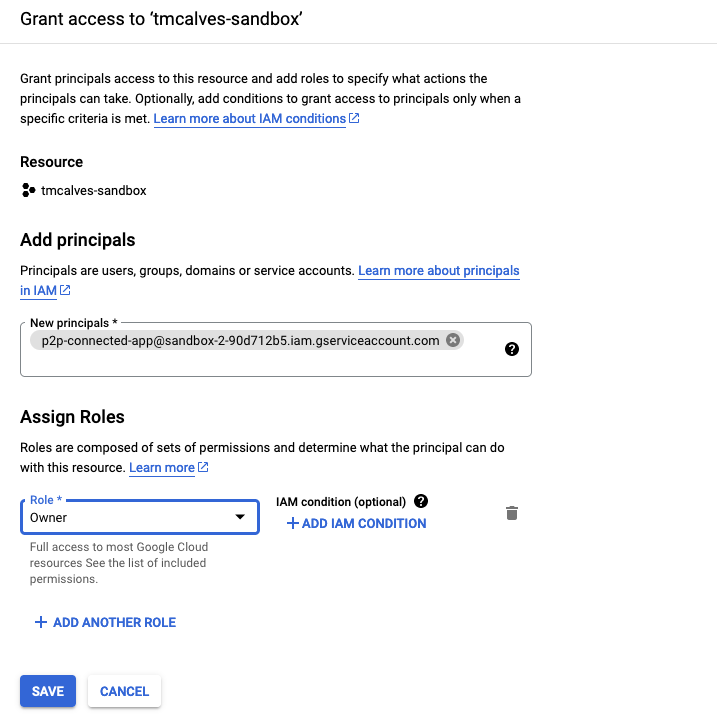 Grant access to ‘tmcalves-sandbox’
Grant principals access to this resource and add roles to specify what actions the
principals can take. Optionally, add conditions to grant access to principals only when a
specific criteria is met. Learn more about IAM conditions
Resource
tmcalves-sandbox
Add principals
Principals are users, groups, domains or service accounts. Learn more about principals
in IAM
New principals *
p2p-connected-app@sandbox-2-90d712b5.iam.gserviceaccount.com
Assign Roles
Roles are composed of sets of permissions and determine what the principal can do
with this resource. Learn more
Role *
Owner
IAM condition (optional)
ADD IAM CONDITION
Full access to most Google Cloud
resources See the list of included
permissions.
ADD ANOTHER ROLE
SAVE
CANCEL